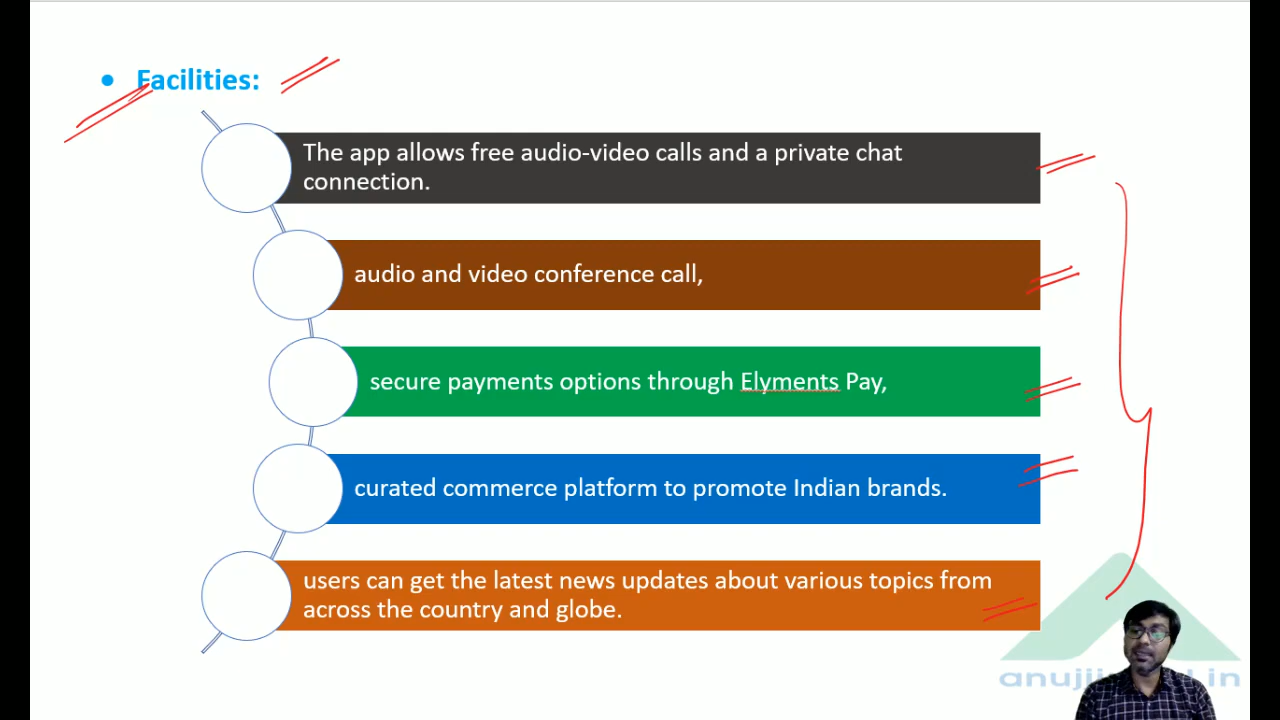 • Facilities:
The app allows free audio-video calls and a private chat
connection.
audio and video conference call,
secure payments options through Elyments Pay,
curated commerce platform to promote Indian brands.
users can get the latest news updates about various topics from
across the country and globe.